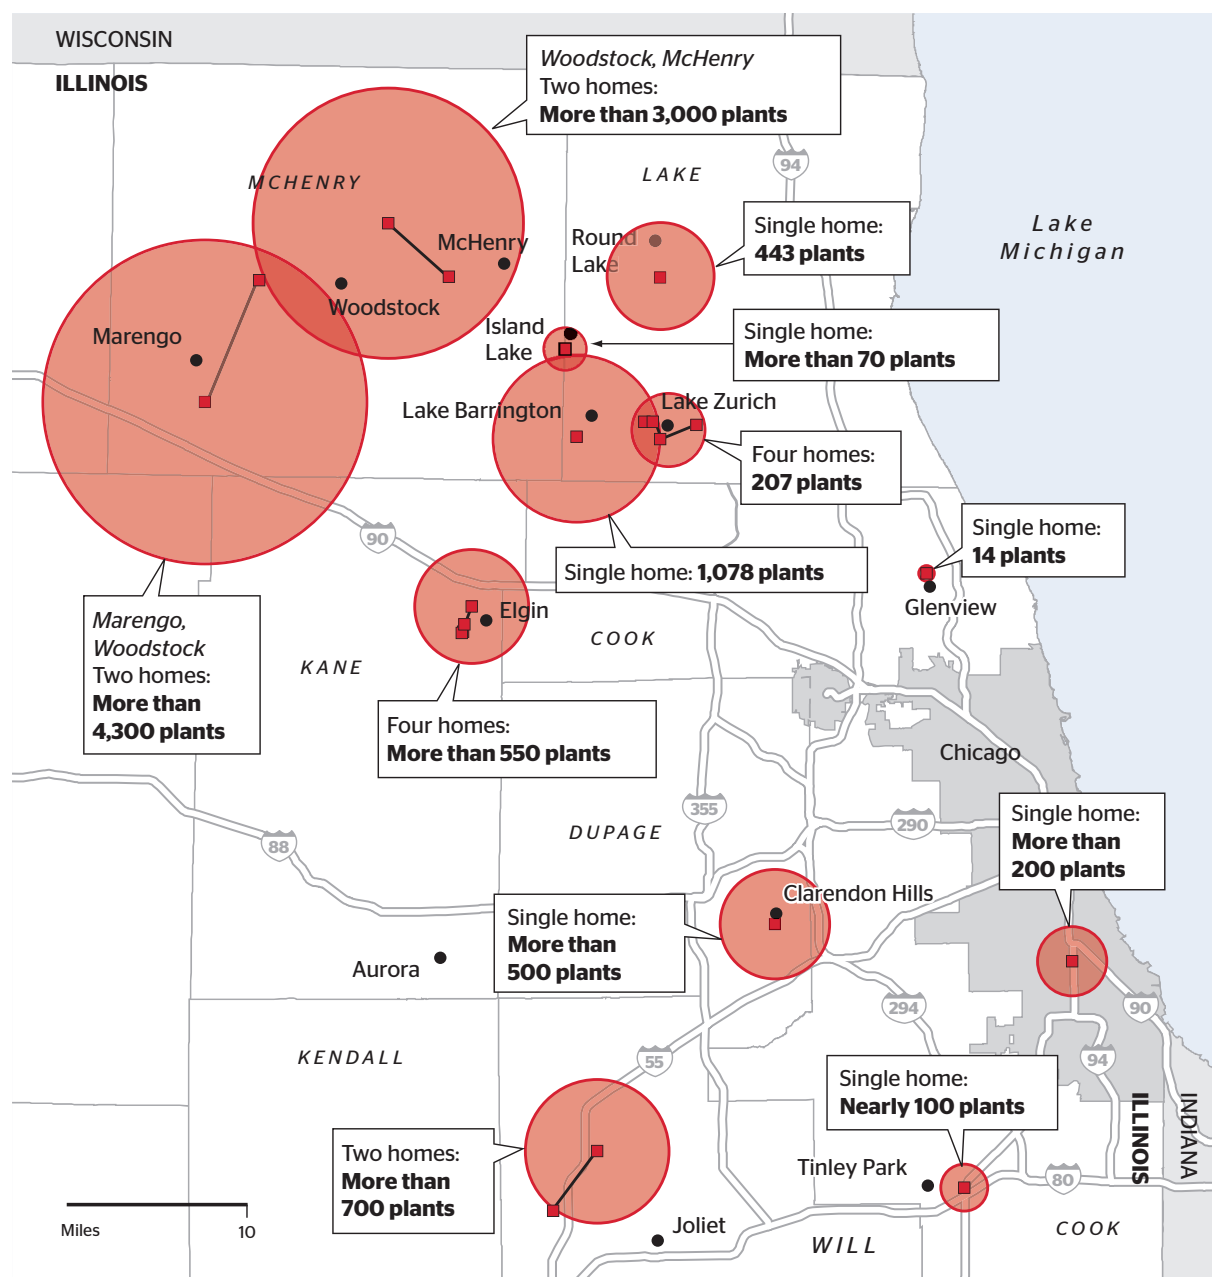 WISCONSIN
ILLINOIS
Woodstock, McHenry
Two homes:
More than 3,000 plants
94
LAKE
MCHENRY
Single home:
443 plants
Lake
Michigan
McHenry
Round
Lake
Woodstock
Marengo
Island
Lake
Single home:
More than 70 plants
Lake Barrington
Lake Zurich
Four homes:
207 plants
90
Single home:
14 plants
Single home: 1,078 plants
Glenview
Marengo,
Woodstock
Two homes:
More than
4,300 plants
Elgin
COOK
KANE
Four homes:
More than 550 plants
Chicago
355
290
DUPAGE
88
Single home:
More than
200 plants
Clarendon Hills
Single home:
More than
500 plants
Aurora
294
90
KENDALL
55
94
Single home:
Nearly 100 plants
ILLINOIS
INDIANA
Two homes:
More than
700 plants
Tinley Park
80
Miles
10
Joliet
WILL
COOK